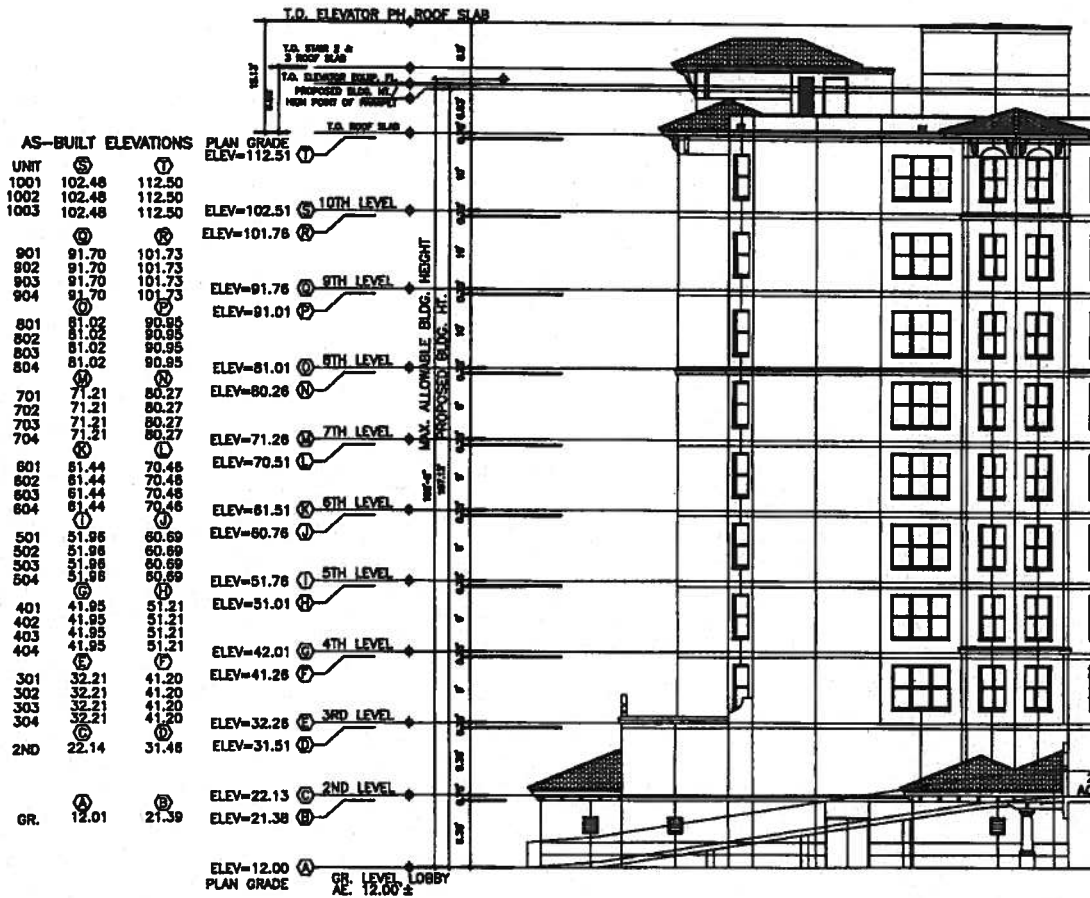 T.O. ELEVATOR PH ROOF SLAB
T.O. STAIR 2 &
3 ROOF SLAB
T.O. ELEVATOR EQUIP. FL.
PROPOSED BLDG. HT./
HIGH POINT OF PARAPET
T.O. ROOF SLAB
AS-BUILT ELEVATIONS PLAN GRADE
ELEV=112.51 T
UNIT S T
1001 102.48 112.50
1002 102.48 112.50
1003 102.48 112.50
ELEV=102.51 S 10TH LEVEL
Q R
ELEV=101.76 R
901 91.70 101.73
902 91.70 101.73
903 91.70 101.73
904 91.70 101.73
ELEV=91.76 Q 9TH LEVEL
O P
ELEV=91.01 P
801 81.02 90.95
802 81.02 90.95
803 81.02 90.95
804 81.02 90.95
ELEV=81.01 O 8TH LEVEL
M N
ELEV=80.26 N
701 71.21 80.27
702 71.21 80.27
703 71.21 80.27
704 71.21 80.27
ELEV=71.26 M 7TH LEVEL
K L
ELEV=70.51 L
601 61.44 70.46
602 61.44 70.46
603 61.44 70.46
604 61.44 70.46
ELEV=61.51 K 6TH LEVEL
I J
ELEV=60.76 J
501 51.96 60.69
502 51.96 60.69
503 51.96 60.69
504 51.96 60.69
ELEV=51.76 I 5TH LEVEL
G H
ELEV=51.01 H
401 41.95 51.21
402 41.95 51.21
403 41.95 51.21
404 41.95 51.21
ELEV=42.01 G 4TH LEVEL
E F
ELEV=41.26 F
301 32.21 41.20
302 32.21 41.20
303 32.21 41.20
304 32.21 41.20
ELEV=32.26 E 3RD LEVEL
C D
ELEV=31.51 D
2ND 22.14 31.46
ELEV=22.13 C 2ND LEVEL
A B
ELEV=21.38 B
GR. 12.01 21.39
ELEV=12.00 A
PLAN GRADE
GR. LEVEL LOBBY
AE. 12.00'±
MAX. ALLOWABLE BLDG. HEIGHT
PROPOSED BLDG. HT.